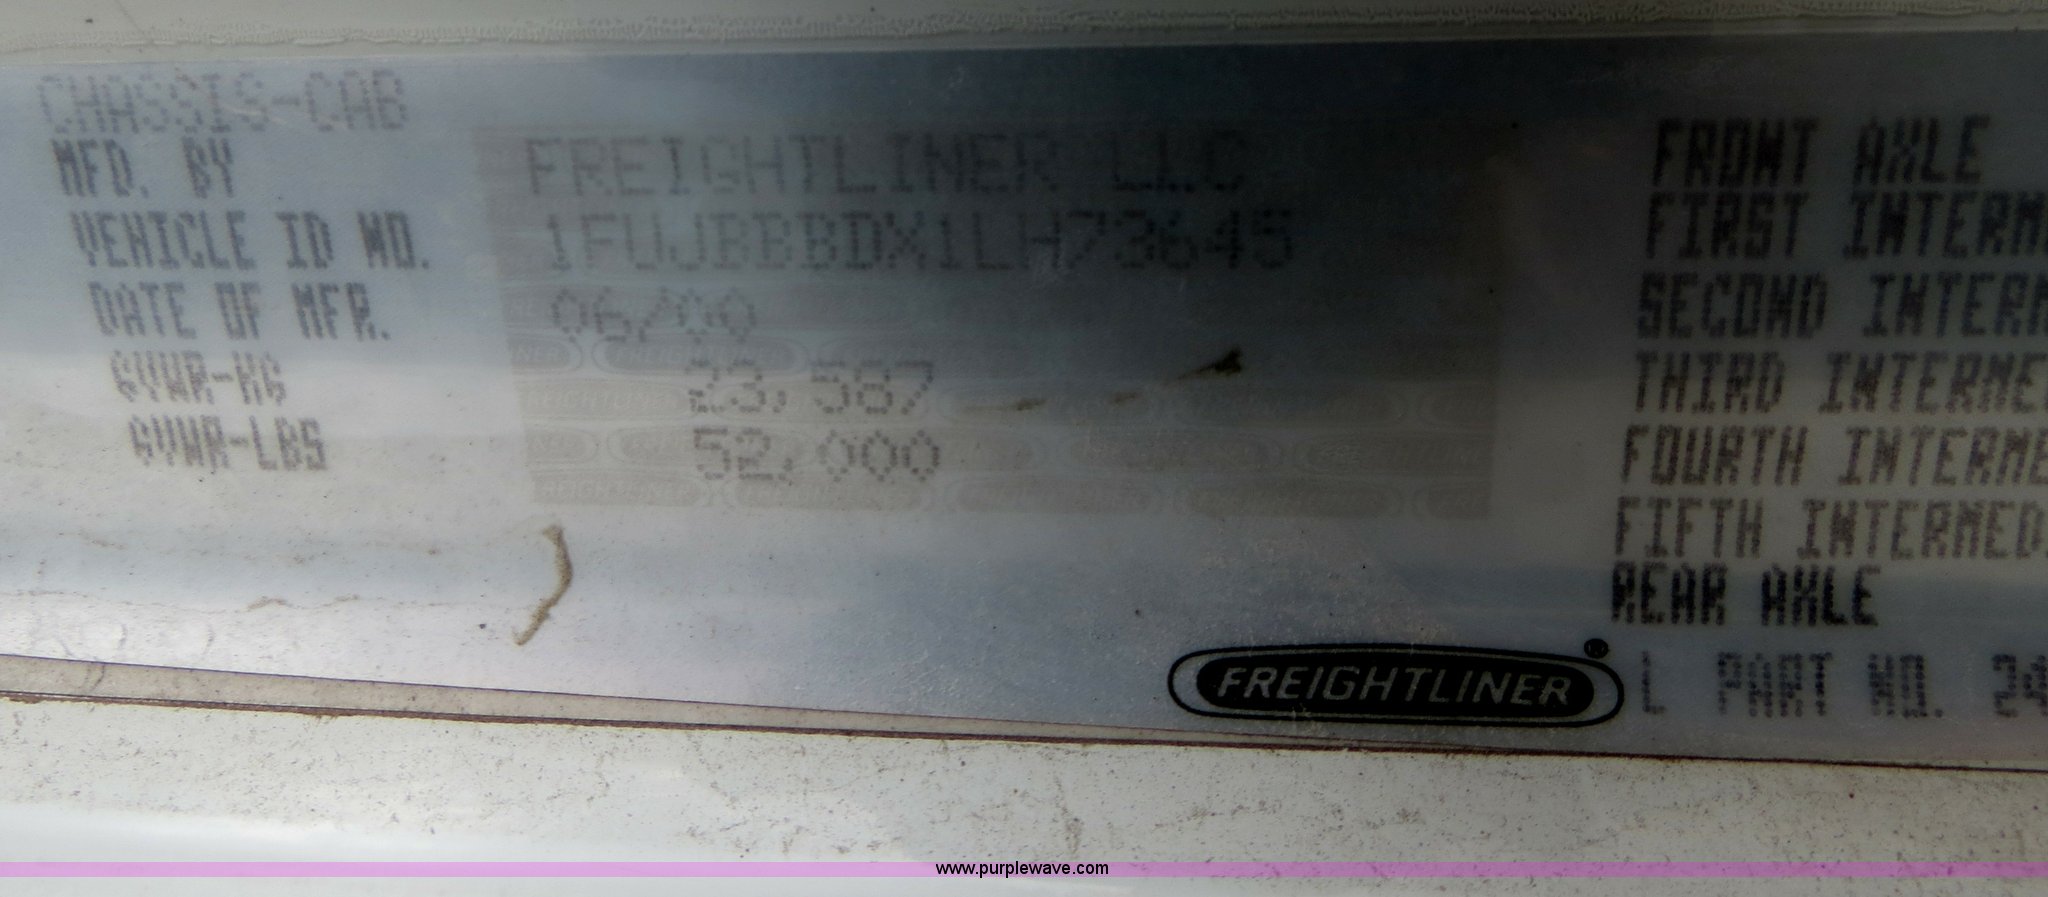 CHASSIS-CAB
MFD. BY FREIGHTLINER LLC
VEHICLE ID NO. 1FUJBBBDX1LH73645
DATE OF MFR. 06/00
GVWR-KG 23,587
GVWR-LBS 52,000
FRONT AXLE
FIRST INTERM
SECOND INTERM
THIRD INTERME
FOURTH INTERME
FIFTH INTERMED.
REAR AXLE
FREIGHTLINER®
PART NO. 24
www.purplewave.com